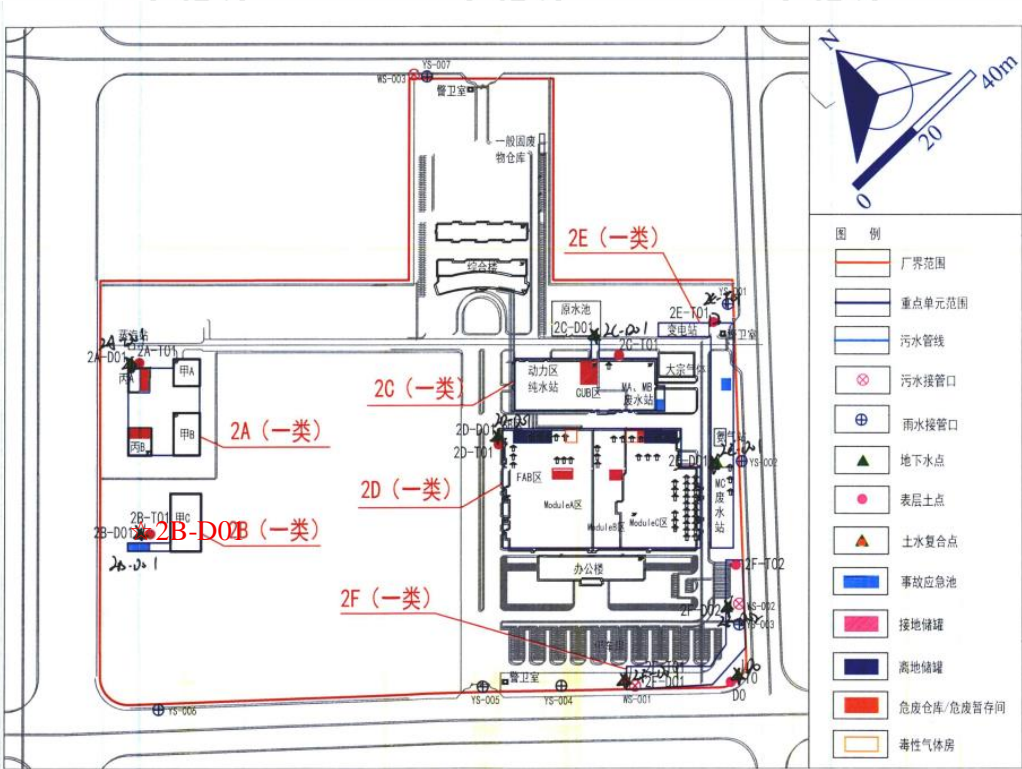 YS-007
WS-003
警卫室
一般固废
物仓库
综合楼
2E（一类）
原水池
2C-D01
2C-D01
2C-T01
2E-T01
YS-001
变电站
警卫室
2A-D01
2A-T01
丙A
甲A
动力区
纯水站
CUB区
MA、MB
废水站
大宗气体
2C（一类）
2A（一类）
甲B
丙B
2D-D01
2D-T01
FAB区
ModuleA区
ModuleB区
ModuleC区
YS-002
MC
废
水
站
2D（一类）
2B-T01
甲C
2B-D01
2B-D01
2B（一类）
2B-D01
办公楼
2F-T02
2F-D02
WS-002
YS-003
2F（一类）
警卫室
YS-006
YS-005
YS-004
WS-001
D0
N
0
20
40m
图 例
厂界范围
重点单元范围
污水管线
污水接管口
雨水接管口
地下水点
表层土点
土水复合点
事故应急池
接地储罐
离地储罐
危废仓库/危废暂存间
毒性气体房